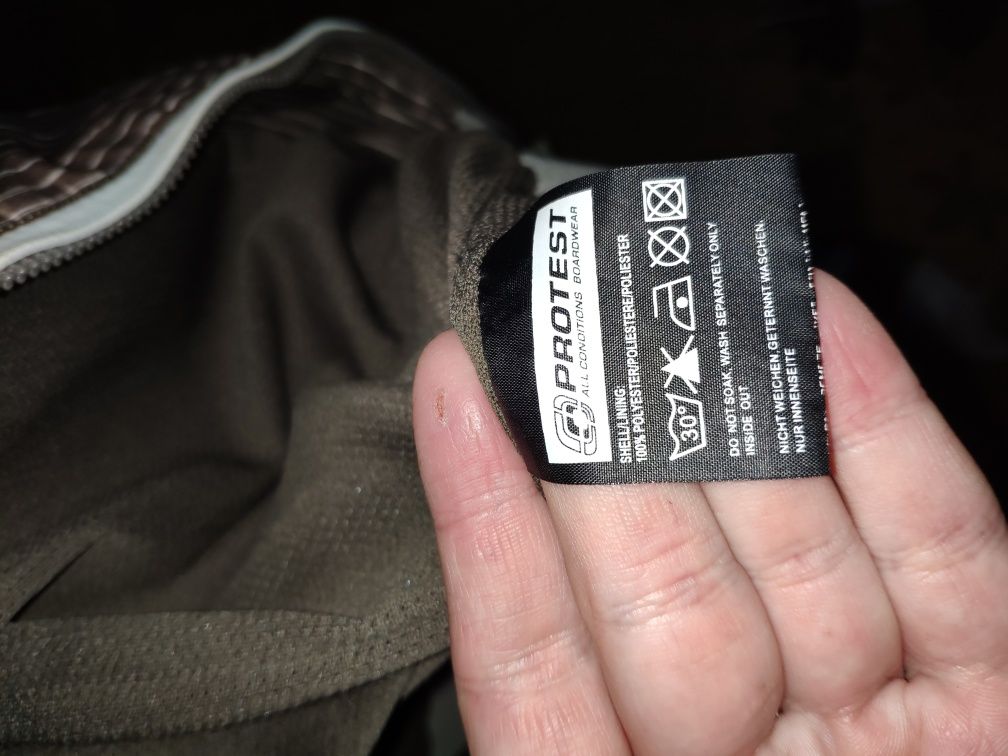 PROTEST
ALL CONDITIONS BOARDWEAR
SHELL/LINING:
100% POLYESTER/POLIESTERE/POLIESTER
30°
DO NOT SOAK. WASH SEPARATELY ONLY
INSIDE OUT
NICHT WEICHEN. GETERNNT WASCHEN.
NUR INNENSEITE